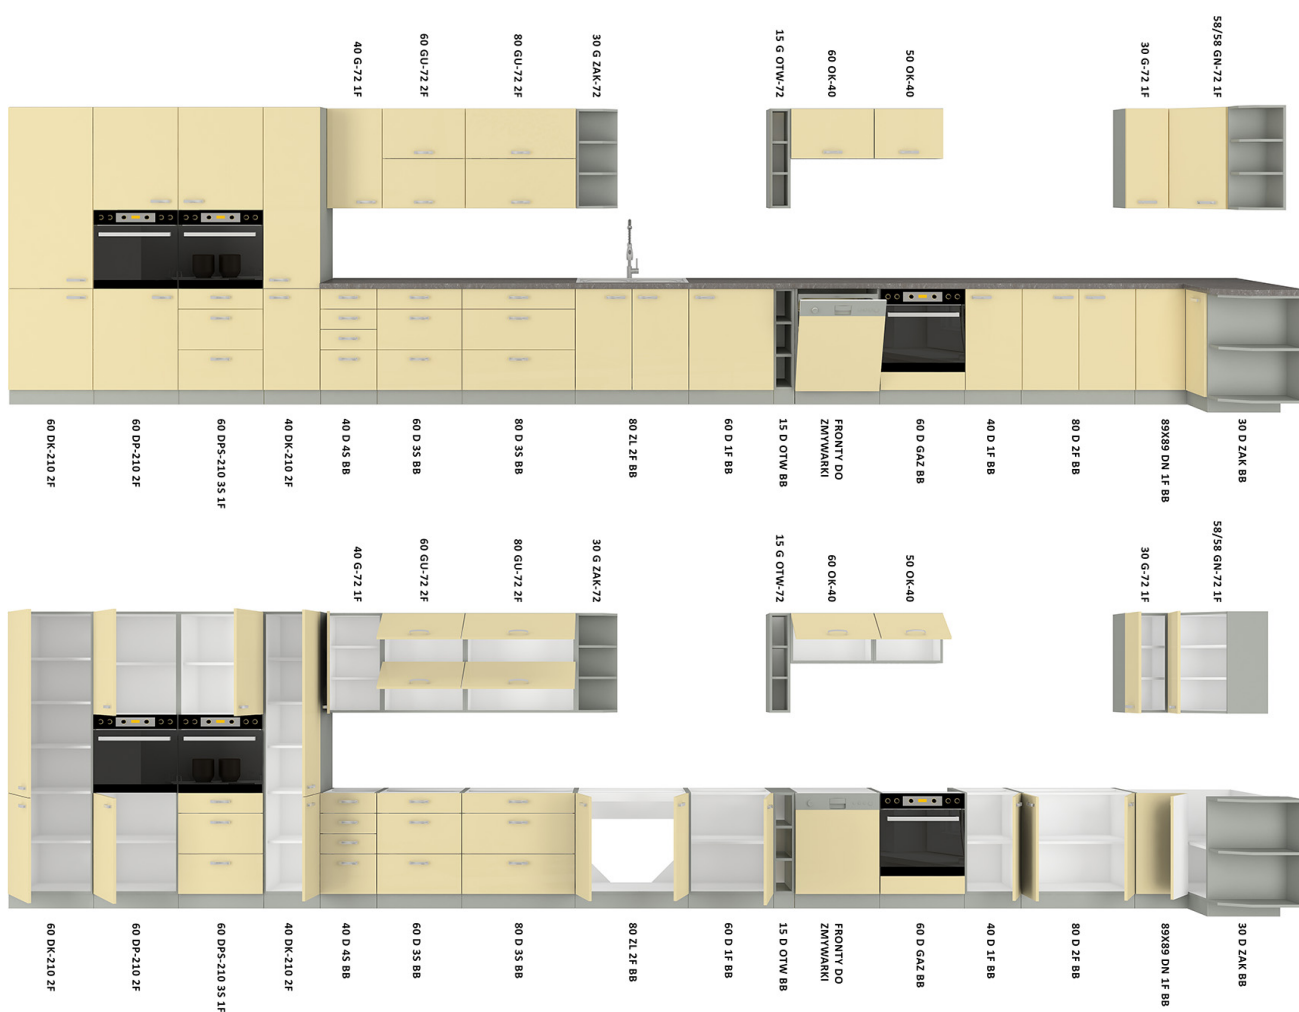 40 G-72 1F
60 GU-72 2F
80 GU-72 2F
30 G ZAK-72
15 G OTW-72
60 OK-40
50 OK-40
30 G-72 1F
58/58 GN-72 1F
60 DK-210 2F
60 DP-210 2F
60 DPS-210 3S 1F
40 DK-210 2F
40 D 4S BB
60 D 3S BB
80 D 3S BB
80 ZL 2F BB
60 D 1F BB
15 D OTW BB
FRONTY DO
ZMYWARKI
60 D GAZ BB
40 D 1F BB
80 D 2F BB
89X89 DN 1F BB
30 D ZAK BB
40 G-72 1F
60 GU-72 2F
80 GU-72 2F
30 G ZAK-72
15 G OTW-72
60 OK-40
50 OK-40
30 G-72 1F
58/58 GN-72 1F
60 DK-210 2F
60 DP-210 2F
60 DPS-210 3S 1F
40 DK-210 2F
40 D 4S BB
60 D 3S BB
80 D 3S BB
80 ZL 2F BB
60 D 1F BB
15 D OTW BB
FRONTY DO
ZMYWARKI
60 D GAZ BB
40 D 1F BB
80 D 2F BB
89X89 DN 1F BB
30 D ZAK BB